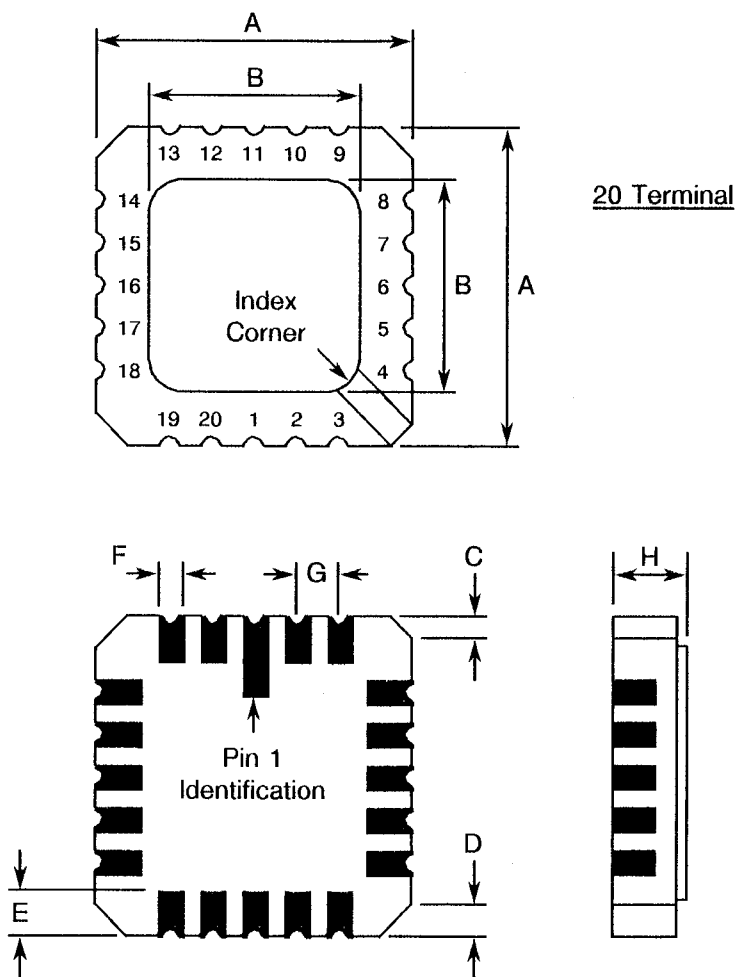 A
B
13 12 11 10 9
14
15
16
17
18
8
7
6
5
4
Index
Corner
B
A
20 Terminal
19 20 1 2 3
F
G
C
H
Pin 1
Identification
E
D